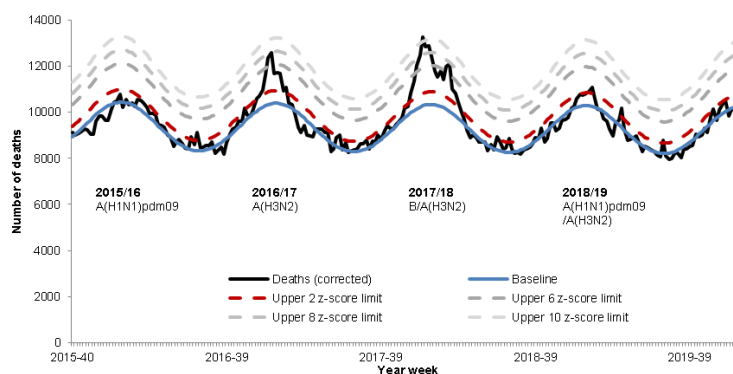 14000
12000
10000
8000
6000
4000
2000
0
Number of deaths
2015/16
A(H1N1)pdm09
2016/17
A(H3N2)
2017/18
B/A(H3N2)
2018/19
A(H1N1)pdm09
/A(H3N2)
Deaths (corrected)
Baseline
Upper 2 z-score limit
Upper 6 z-score limit
Upper 8 z-score limit
Upper 10 z-score limit
2015-40
2016-39
2017-39
2018-39
2019-39
Year week